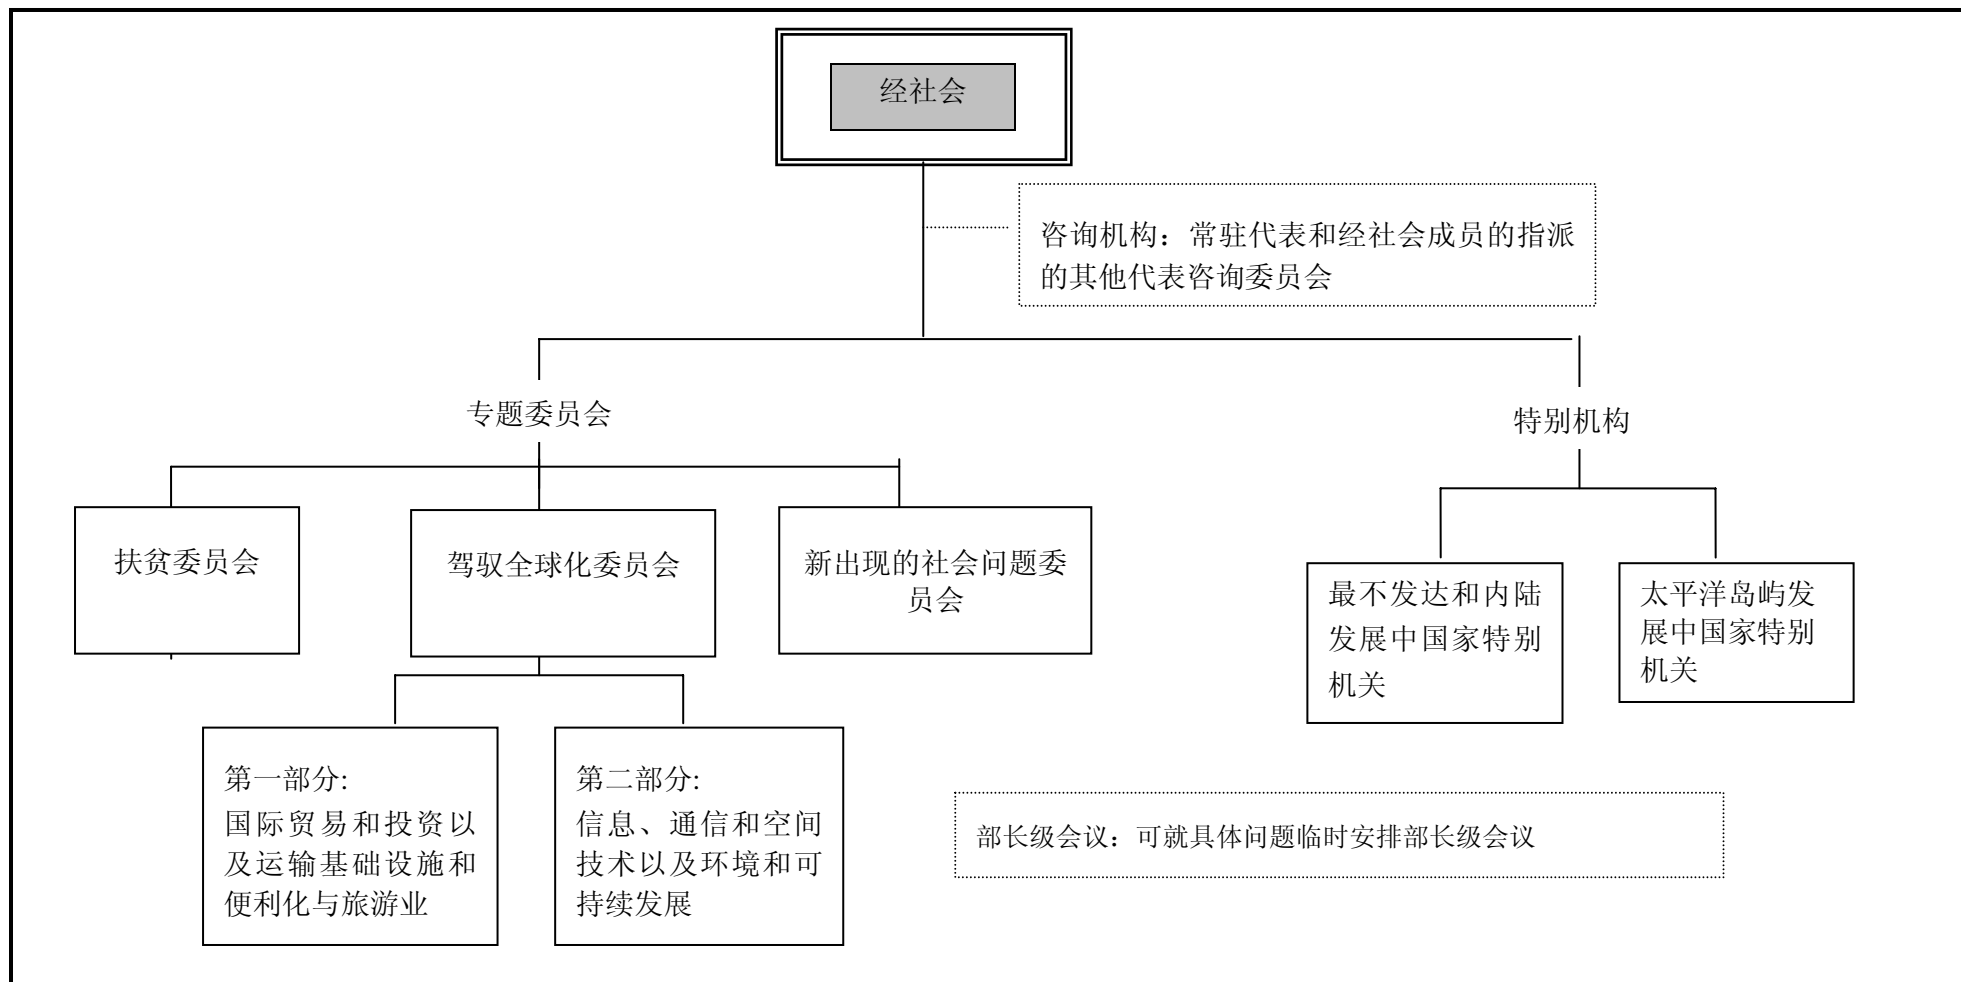 经社会
咨询机构：常驻代表和经社会成员的指派
的其他代表咨询委员会
专题委员会
特别机构
扶贫委员会
驾驭全球化委员会
新出现的社会问题委
员会
最不发达和内陆
发展中国家特别
机关
太平洋岛屿发
展中国家特别
机关
第一部分:
国际贸易和投资以
及运输基础设施和
便利化与旅游业
第二部分:
信息、通信和空间
技术以及环境和可
持续发展
部长级会议：可就具体问题临时安排部长级会议